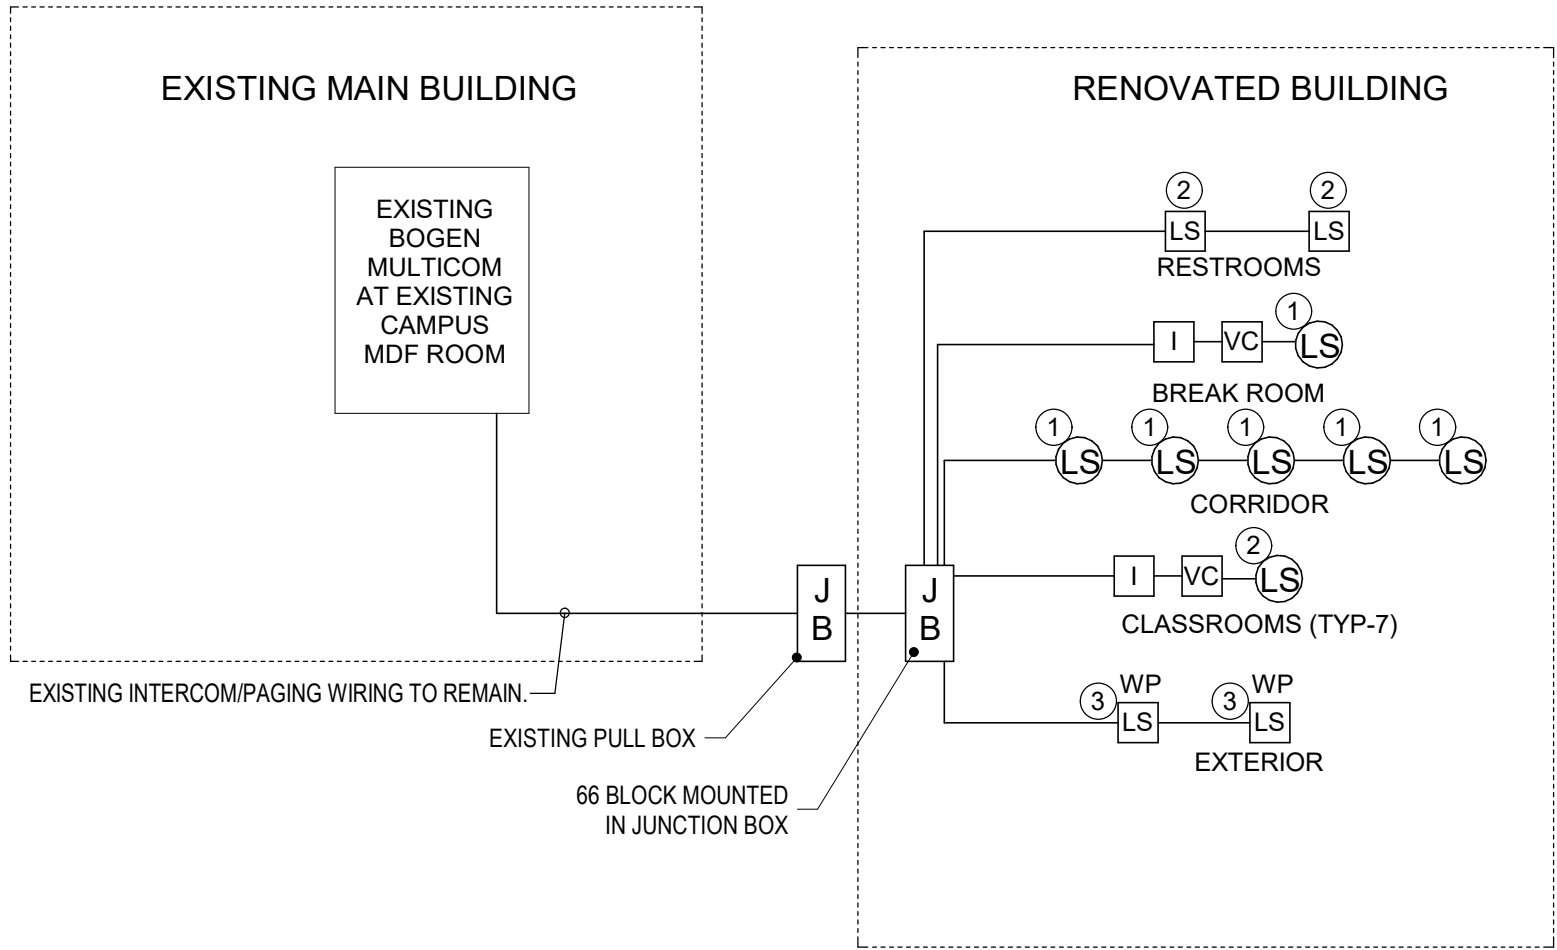 EXISTING MAIN BUILDING
EXISTING
BOGEN
MULTICOM
AT EXISTING
CAMPUS
MDF ROOM
EXISTING INTERCOM/PAGING WIRING TO REMAIN.
J
B
EXISTING PULL BOX
J
B
66 BLOCK MOUNTED
IN JUNCTION BOX
RENOVATED BUILDING
2 2
LS LS
RESTROOMS
1
I VC LS
BREAK ROOM
1 1 1 1 1
LS LS LS LS LS
CORRIDOR
2
I VC LS
CLASSROOMS (TYP-7)
WP WP
3 3
LS LS
EXTERIOR